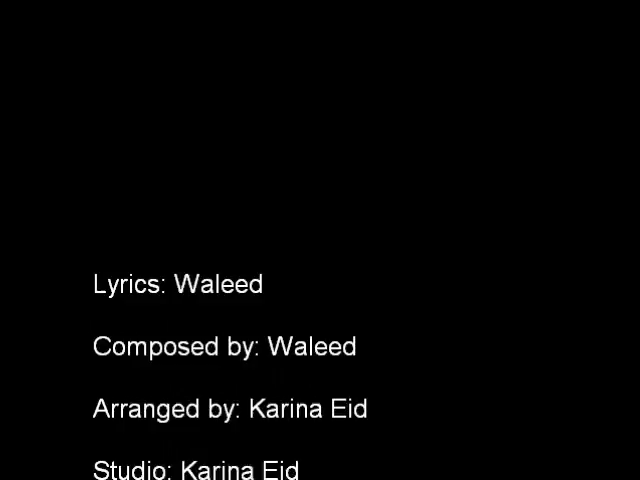 Lyrics: Waleed
Composed by: Waleed
Arranged by: Karina Eid
Studio: Karina Eid